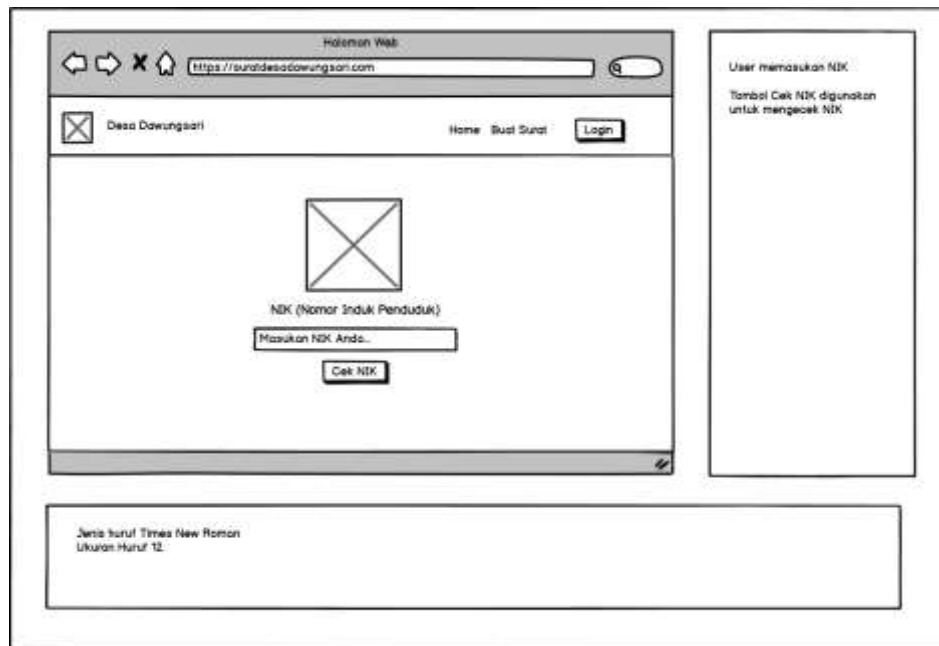 Halaman Web
https://suratdesadawungsari.com
Desa Dawungsari
Home Buat Surat Login
NIK (Nomor Induk Penduduk)
Masukan NIK Anda..
Cek NIK
User memasukan NIK
Tombol Cek NIK digunakan
untuk mengecek NIK
Jenis huruf Times New Roman
Ukuran Huruf 12